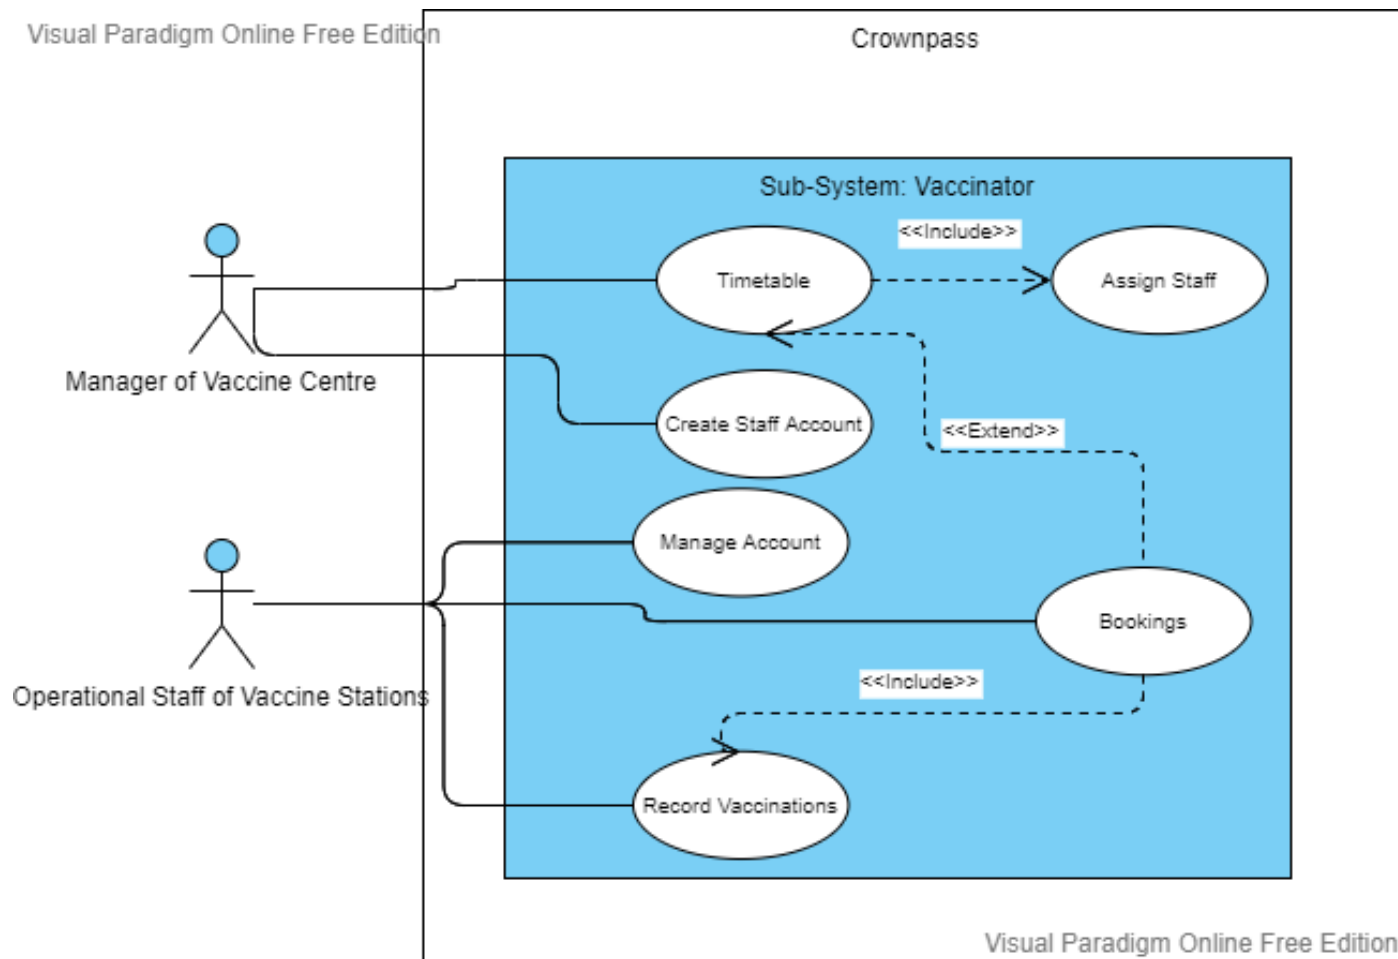 Visual Paradigm Online Free Edition
Crownpass
Sub-System: Vaccinator
<<Include>>
Timetable
Assign Staff
Manager of Vaccine Centre
Create Staff Account
<<Extend>>
Manage Account
Bookings
Operational Staff of Vaccine Stations
<<Include>>
Record Vaccinations
Visual Paradigm Online Free Edition